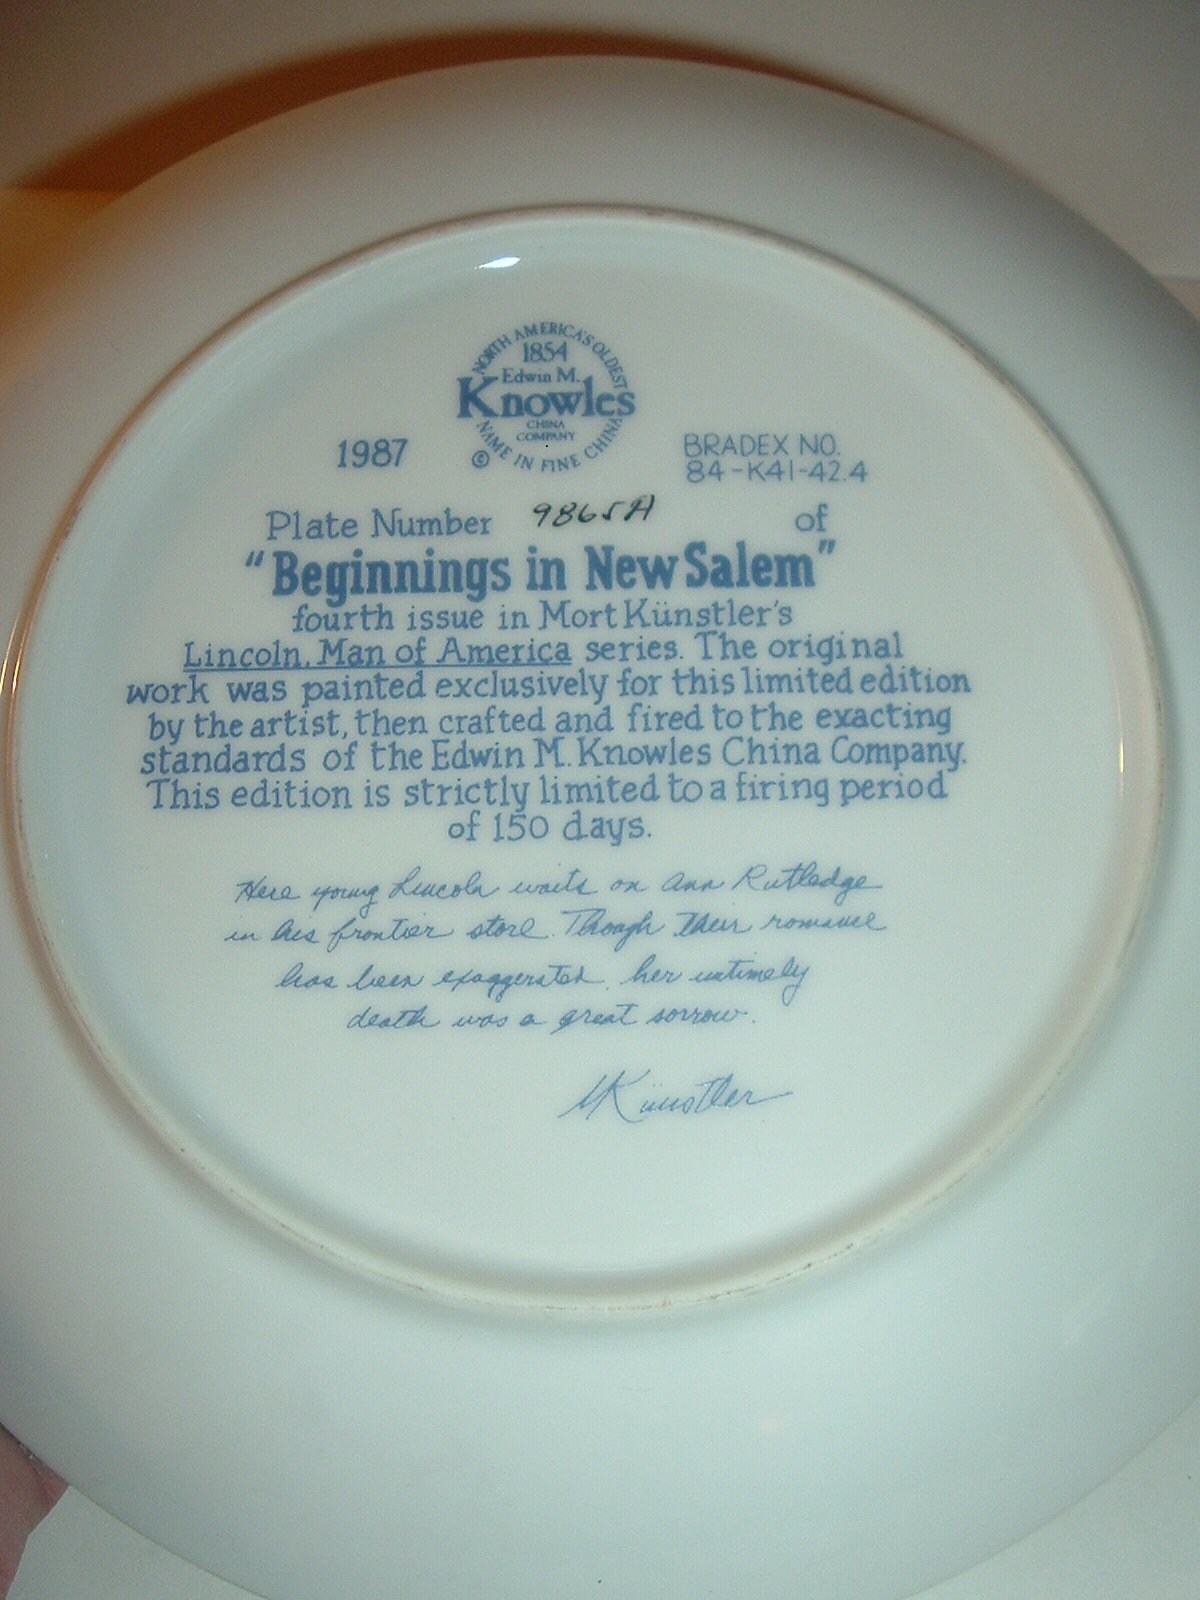 NORTH AMERICA'S OLDEST
1854
Edwin M.
Knowles
CHINA
COMPANY
NAME IN FINE CHINA
©
1987
BRADEX NO.
84-K41-42.4
Plate Number 9865A of
"Beginnings in New Salem"
fourth issue in Mort Künstler's
Lincoln, Man of America series. The original
work was painted exclusively for this limited edition
by the artist, then crafted and fired to the exacting
standards of the Edwin M. Knowles China Company.
This edition is strictly limited to a firing period
of 150 days.
Here young Lincoln waits on Ann Rutledge
in his frontier store. Though their romance
has been exaggerated, her untimely
death was a great sorrow.
MKünstler